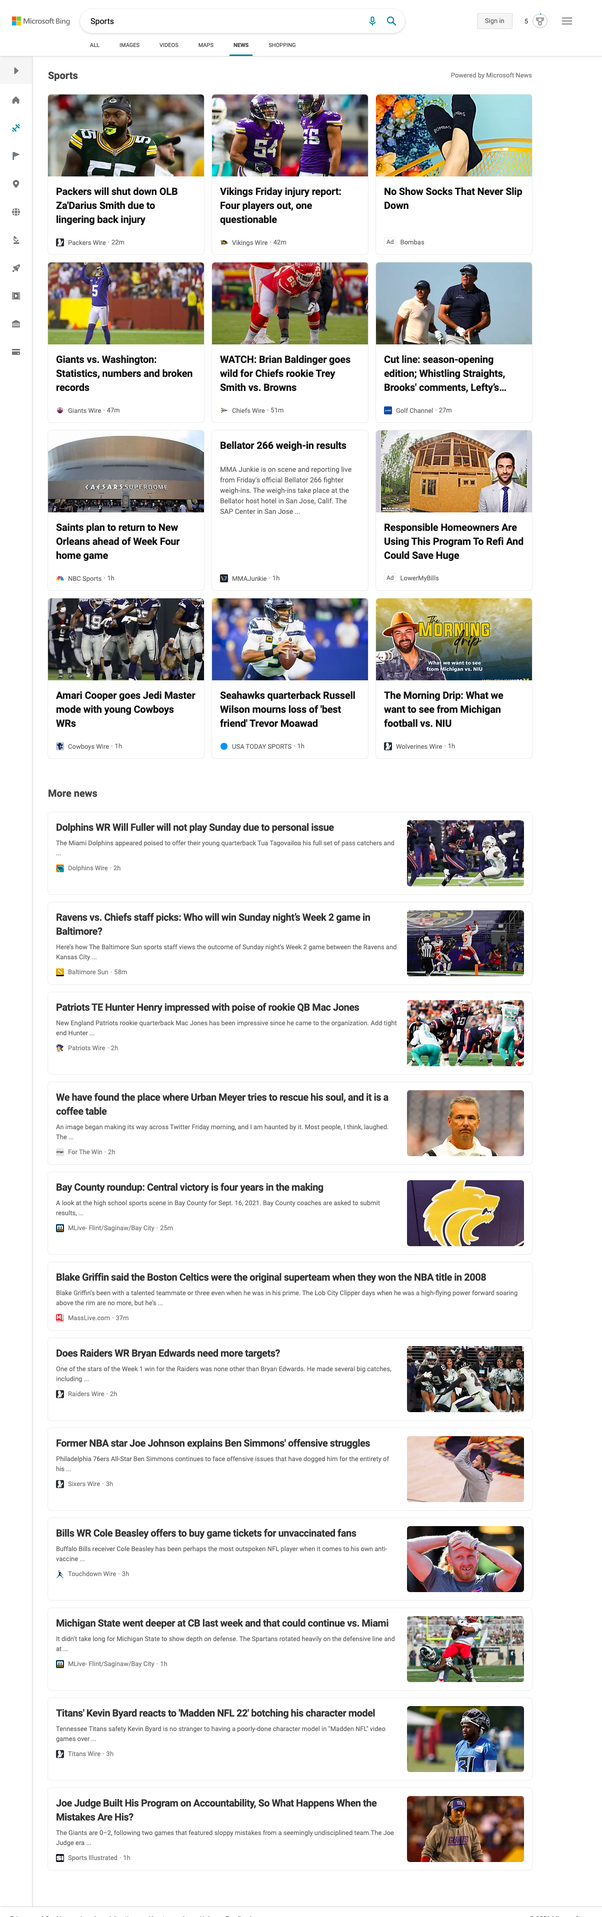 Microsoft Bing
Sports
Sign in
5
ALL IMAGES VIDEOS MAPS NEWS SHOPPING
Sports
Powered by Microsoft News
Packers will shut down OLB
Za'Darius Smith due to
lingering back injury
Packers Wire · 22m
Vikings Friday injury report:
Four players out, one
questionable
Vikings Wire · 42m
No Show Socks That Never Slip
Down
Ad Bombas
Giants vs. Washington:
Statistics, numbers and broken
records
Giants Wire · 47m
WATCH: Brian Baldinger goes
wild for Chiefs rookie Trey
Smith vs. Browns
Chiefs Wire · 51m
Cut line: season-opening
edition; Whistling Straights,
Brooks' comments, Lefty's...
Golf Channel · 27m
CAESARS SUPERDOME
Saints plan to return to New
Orleans ahead of Week Four
home game
NBC Sports · 1h
Bellator 266 weigh-in results
MMA Junkie is on scene and reporting live
from Friday's official Bellator 266 fighter
weigh-ins. The weigh-ins take place at the
Bellator host hotel in San Jose, Calif. The
SAP Center in San Jose ...
MMAJunkie · 1h
Responsible Homeowners Are
Using This Program To Refi And
Could Save Huge
Ad LowerMyBills
Amari Cooper goes Jedi Master
mode with young Cowboys
WRs
Cowboys Wire · 1h
Seahawks quarterback Russell
Wilson mourns loss of 'best
friend' Trevor Moawad
USA TODAY SPORTS · 1h
The
MORNING
drip
What we want to see
from Michigan vs. NIU
The Morning Drip: What we
want to see from Michigan
football vs. NIU
Wolverines Wire · 1h
More news
Dolphins WR Will Fuller will not play Sunday due to personal issue
The Miami Dolphins appeared poised to offer their young quarterback Tua Tagovailoa his full set of pass catchers and
...
Dolphins Wire · 2h
Ravens vs. Chiefs staff picks: Who will win Sunday night's Week 2 game in
Baltimore?
Here's how The Baltimore Sun sports staff views the outcome of Sunday night's Week 2 game between the Ravens and
Kansas City ...
Baltimore Sun · 58m
Patriots TE Hunter Henry impressed with poise of rookie QB Mac Jones
New England Patriots rookie quarterback Mac Jones has been impressive since he came to the organization. Add tight
end Hunter ...
Patriots Wire · 2h
We have found the place where Urban Meyer tries to rescue his soul, and it is a
coffee table
An image began making its way across Twitter Friday morning, and I am haunted by it. Most people, I think, laughed.
The ...
For The Win · 2h
Bay County roundup: Central victory is four years in the making
A look at the high school sports scene in Bay County for Sept. 16, 2021. Bay County coaches are asked to submit
results, ...
MLive- Flint/Saginaw/Bay City · 25m
Blake Griffin said the Boston Celtics were the original superteam when they won the NBA title in 2008
Blake Griffin's been with a talented teammate or three even when he was in his prime. The Lob City Clipper days when he was a high-flying power forward soaring
above the rim are no more, but he's ...
MassLive.com · 37m
Does Raiders WR Bryan Edwards need more targets?
One of the stars of the Week 1 win for the Raiders was none other than Bryan Edwards. He made several big catches,
including ...
Raiders Wire · 2h
Former NBA star Joe Johnson explains Ben Simmons' offensive struggles
Philadelphia 76ers All-Star Ben Simmons continues to face offensive issues that have dogged him for the entirety of
his ...
Sixers Wire · 3h
Bills WR Cole Beasley offers to buy game tickets for unvaccinated fans
Buffalo Bills receiver Cole Beasley has been perhaps the most outspoken NFL player when it comes to his own anti-
vaccine ...
Touchdown Wire · 3h
Michigan State went deeper at CB last week and that could continue vs. Miami
It didn't take long for Michigan State to show depth on defense. The Spartans rotated heavily on the defensive line and
at ...
MLive- Flint/Saginaw/Bay City · 1h
Titans' Kevin Byard reacts to 'Madden NFL 22' botching his character model
Tennessee Titans safety Kevin Byard is no stranger to having a poorly-done character model in "Madden NFL" video
games over ...
Titans Wire · 3h
Joe Judge Built His Program on Accountability, So What Happens When the
Mistakes Are His?
The Giants are 0–2, following two games that featured sloppy mistakes from a seemingly undisciplined team.The Joe
Judge era ...
Sports Illustrated · 1h